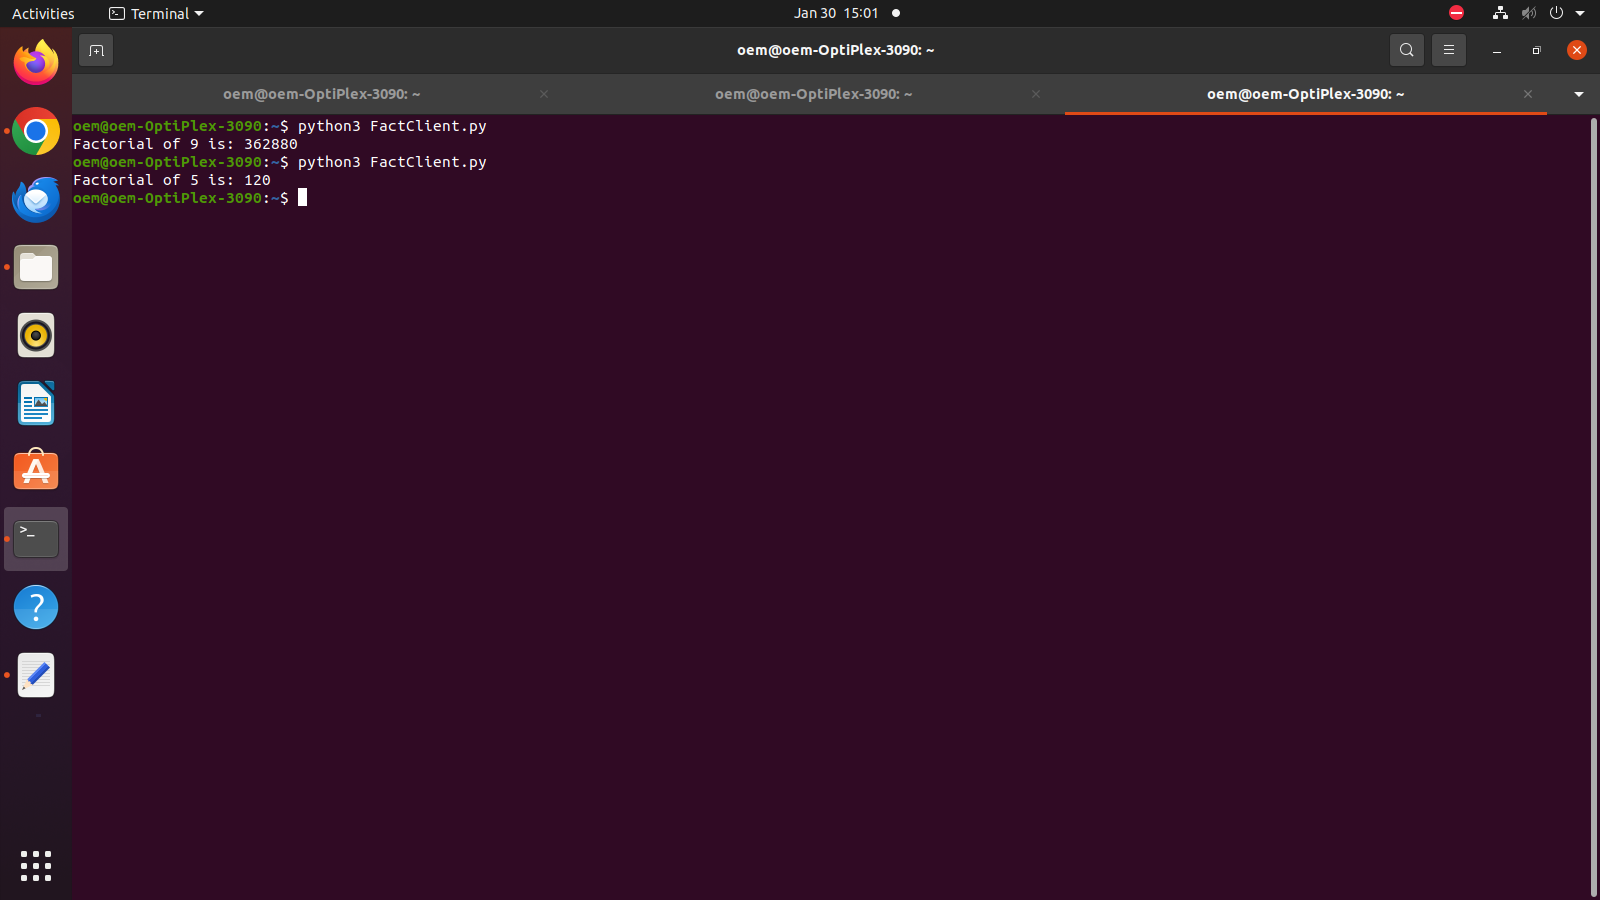 Activities
Terminal
Jan 30 15:01
oem@oem-OptiPlex-3090: ~
oem@oem-OptiPlex-3090: ~
oem@oem-OptiPlex-3090: ~
oem@oem-OptiPlex-3090: ~
oem@oem-OptiPlex-3090:~$ python3 FactClient.py
Factorial of 9 is: 362880
oem@oem-OptiPlex-3090:~$ python3 FactClient.py
Factorial of 5 is: 120
oem@oem-OptiPlex-3090:~$